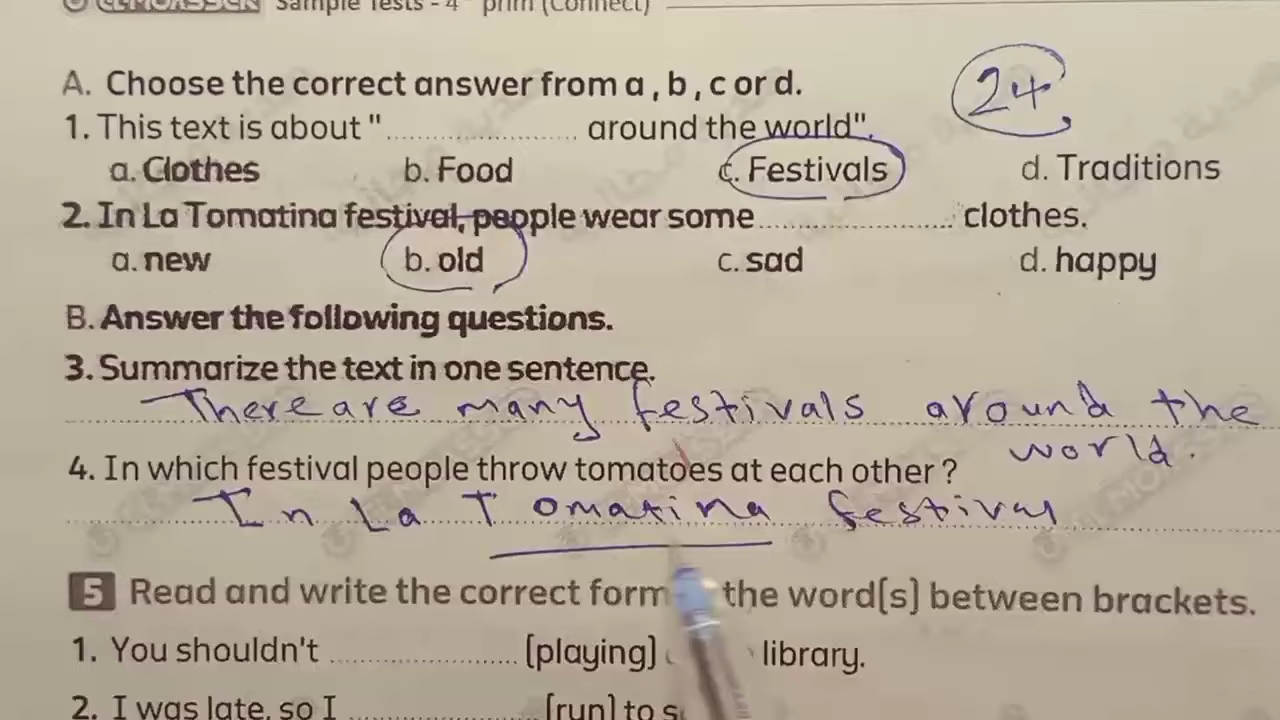 ELMOASSER Sample Tests - 4 prim (Connect)
A. Choose the correct answer from a , b , c or d.
24
1. This text is about ".................... around the world".
a. Clothes b. Food c. Festivals d. Traditions
2. In La Tomatina festival, people wear some .................... clothes.
a. new b. old c. sad d. happy
B. Answer the following questions.
3. Summarize the text in one sentence.
There are many festivals around the
world.
4. In which festival people throw tomatoes at each other ?
In La Tomatina festival
5 Read and write the correct form the word(s) between brackets.
1. You shouldn't .................... (playing) library.
2. I was late, so I .................... (run) to